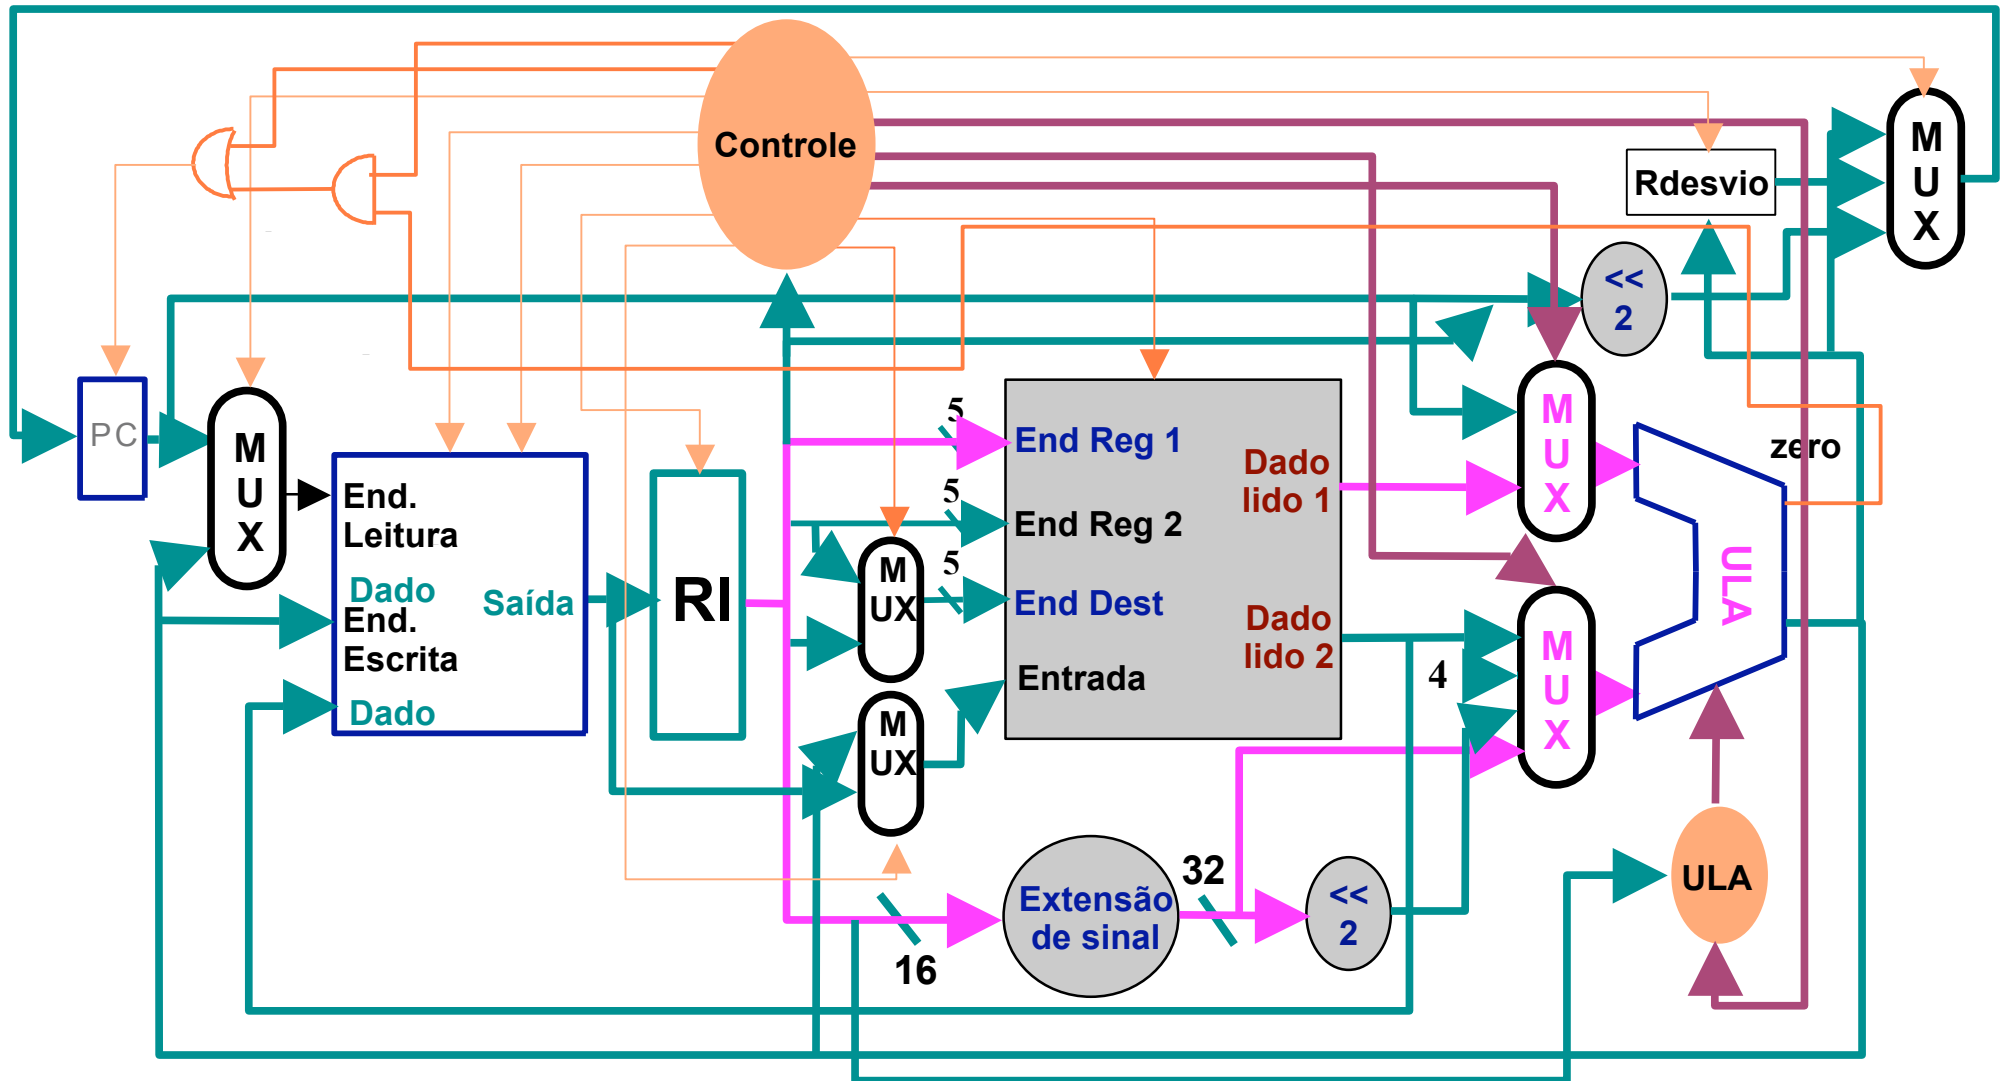 Controle
M
U
X
Rdesvio
<<
2
PC
M
U
X
End.
Leitura
Dado
End.
Escrita
Dado
Saída
RI
5
End Reg 1
5
End Reg 2
5
End Dest
Entrada
Dado
lido 1
Dado
lido 2
M
UX
M
UX
M
U
X
zero
ULA
4
M
U
X
Extensão
de sinal
16
32
<<
2
ULA